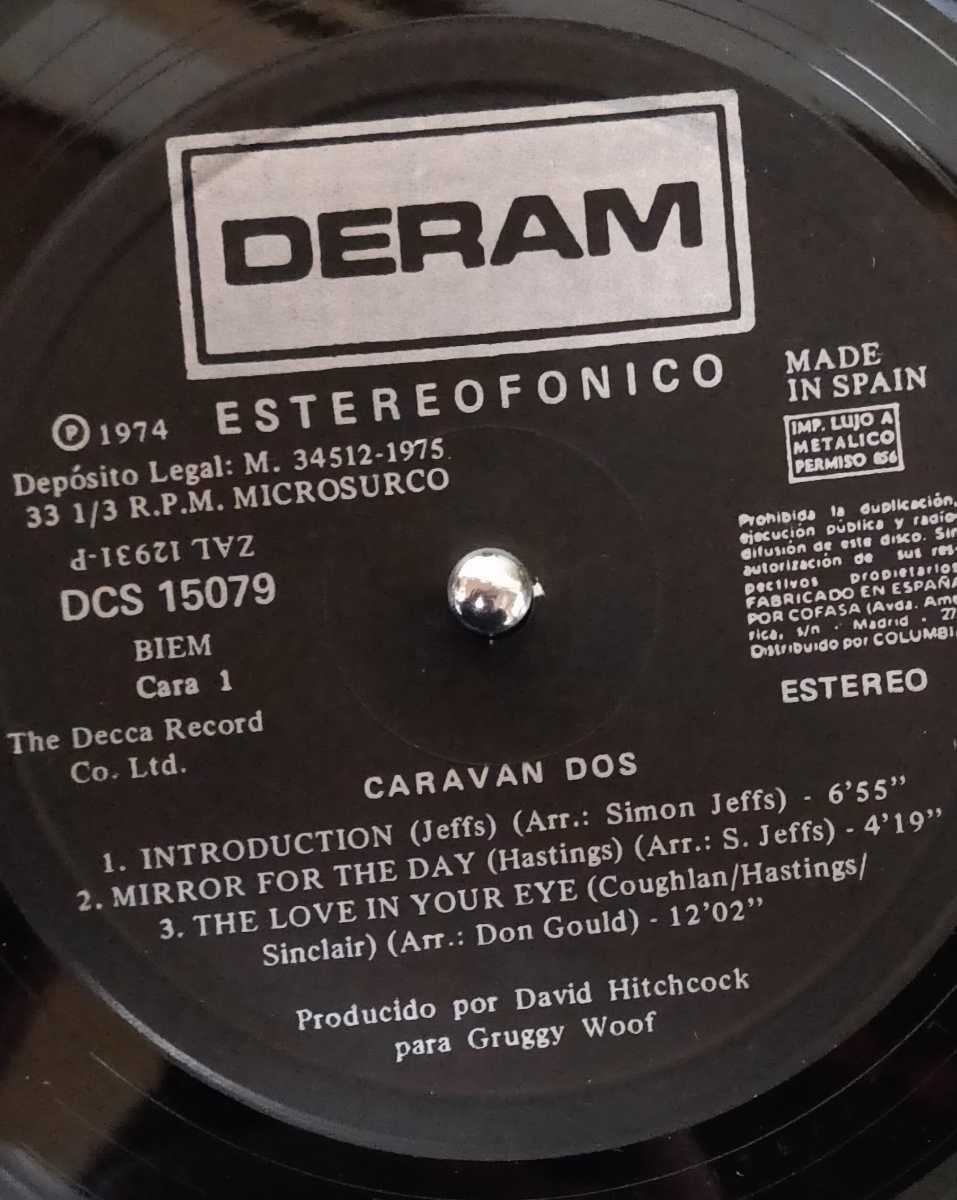 DERAM
ESTEREOFONICO
℗ 1974
Depósito Legal: M. 34512-1975.
33 1/3 R.P.M. MICROSURCO
ZAL 12931-P
DCS 15079
BIEM
Cara 1
The Decca Record
Co. Ltd.
MADE
IN SPAIN
IMP. LUJO A
METALICO
PERMISO 656
Prohibida la duplicación,
ejecución pública y radio-
difusión de este disco. Sin
autorización de sus res-
pectivos propietarios
FABRICADO EN ESPAÑA
POR COFASA (Avda. Amé
rica, s/n - Madrid - 27
Distribuido por COLUMBIA
ESTEREO
CARAVAN DOS
1. INTRODUCTION (Jeffs) (Arr.: Simon Jeffs) - 6'55"
2. MIRROR FOR THE DAY (Hastings) (Arr.: S. Jeffs) - 4'19"
3. THE LOVE IN YOUR EYE (Coughlan/Hastings/
Sinclair) (Arr.: Don Gould) - 12'02"
Producido por David Hitchcock
para Gruggy Woof